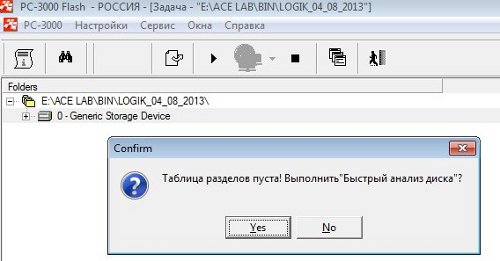 PC-3000 Flash - РОССИЯ - [Задача - "E:\ACE LAB\BIN\LOGIK_04_08_2013"]
PC-3000 Настройки Сервис Окна Справка
Folders
E:\ACE LAB\BIN\LOGIK_04_08_2013\
0 - Generic Storage Device
Confirm
Таблица разделов пуста! Выполнить"Быстрый анализ диска"?
Yes No